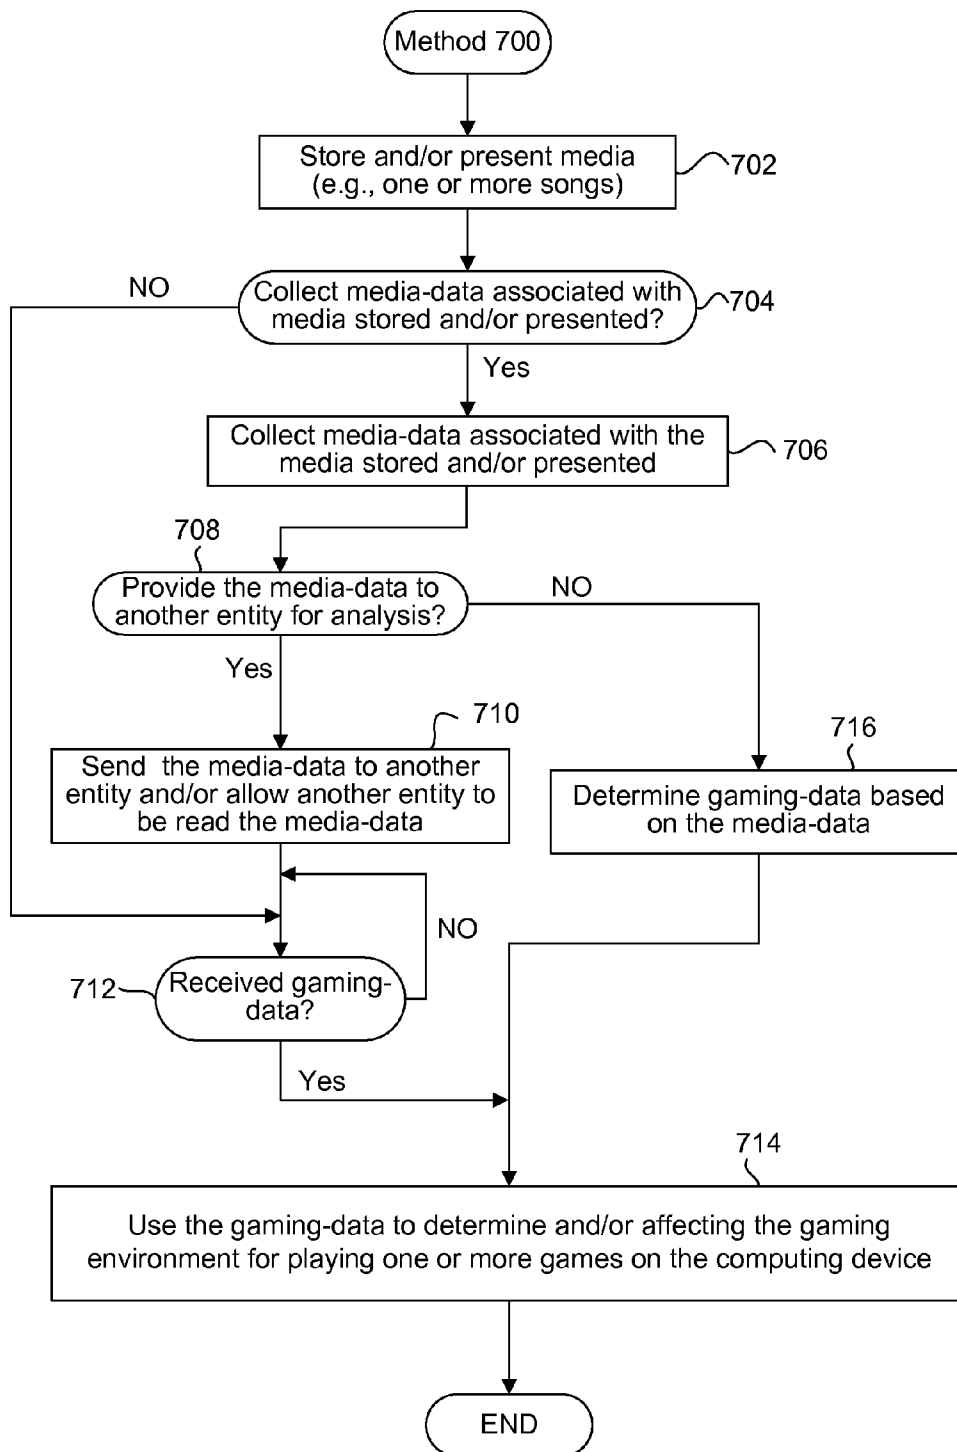 Method 700
Store and/or present media
(e.g., one or more songs)
702
NO
Collect media-data associated with
media stored and/or presented?
704
Yes
Collect media-data associated with the
media stored and/or presented
706
708
Provide the media-data to
another entity for analysis?
NO
Yes
710
Send the media-data to another
entity and/or allow another entity to
be read the media-data
716
Determine gaming-data based
on the media-data
NO
712
Received gaming-
data?
Yes
714
Use the gaming-data to determine and/or affecting the gaming
environment for playing one or more games on the computing device
END